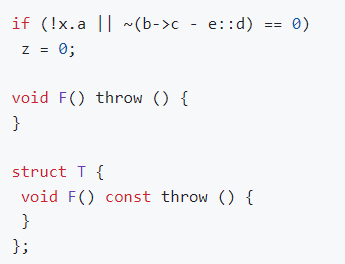 if (!x.a || ~(b->c - e::d) == 0)
 z = 0;

void F() throw () {
}

struct T {
 void F() const throw () {
 }
};